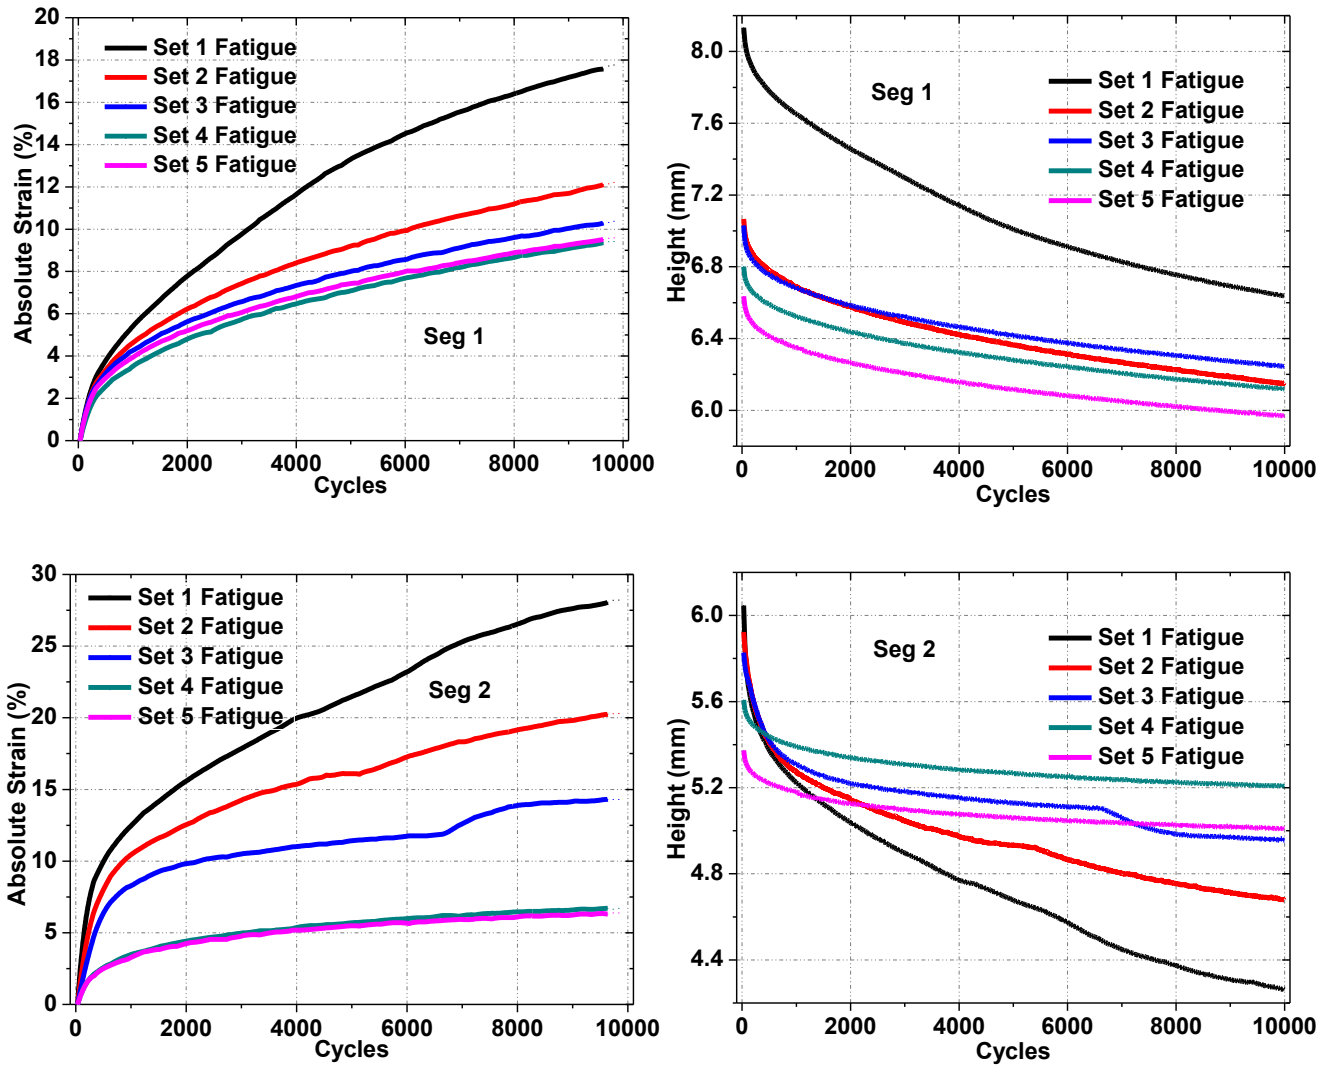 Absolute Strain (%)
20
18
16
14
12
10
8
6
4
2
0
Set 1 Fatigue
Set 2 Fatigue
Set 3 Fatigue
Set 4 Fatigue
Set 5 Fatigue
Seg 1
0 2000 4000 6000 8000 10000
Cycles
Height (mm)
8.0
7.6
7.2
6.8
6.4
6.0
Seg 1
Set 1 Fatigue
Set 2 Fatigue
Set 3 Fatigue
Set 4 Fatigue
Set 5 Fatigue
0 2000 4000 6000 8000 10000
Cycles
Absolute Strain (%)
30
25
20
15
10
5
0
Set 1 Fatigue
Set 2 Fatigue
Set 3 Fatigue
Set 4 Fatigue
Set 5 Fatigue
Seg 2
0 2000 4000 6000 8000 10000
Cycles
Height (mm)
6.0
5.6
5.2
4.8
4.4
Seg 2
Set 1 Fatigue
Set 2 Fatigue
Set 3 Fatigue
Set 4 Fatigue
Set 5 Fatigue
0 2000 4000 6000 8000 10000
Cycles